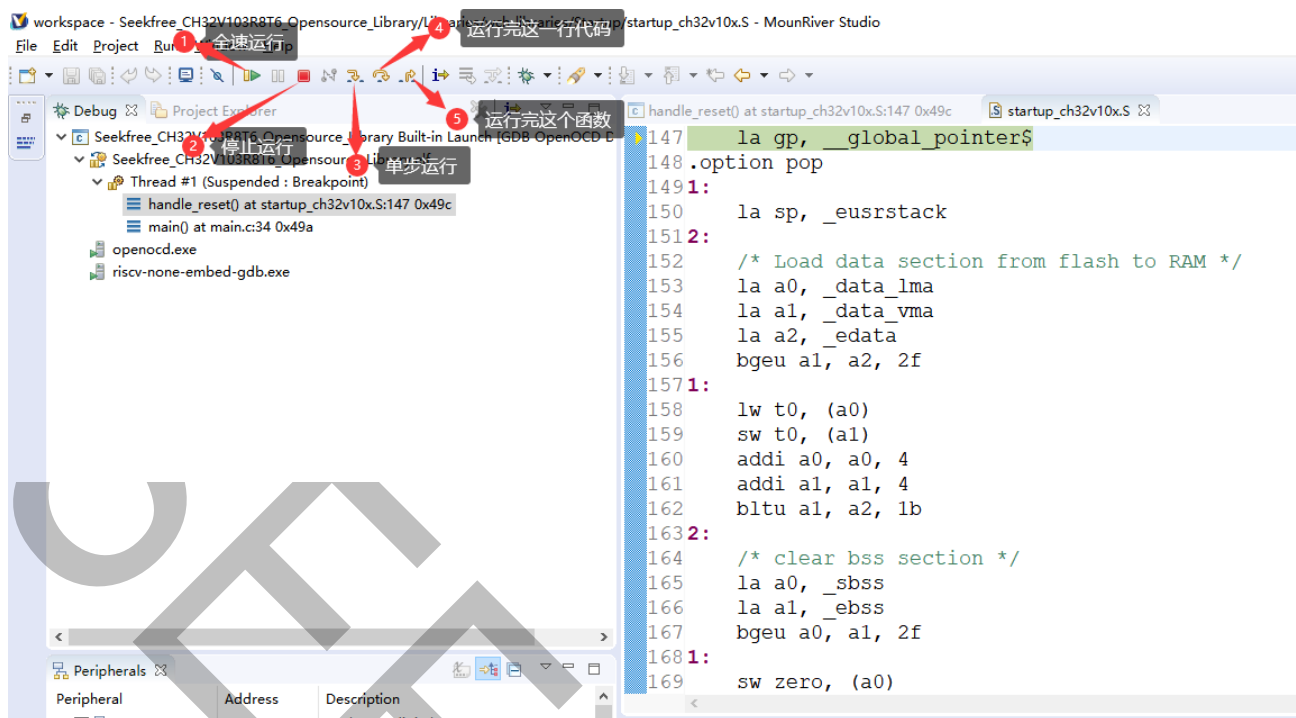 workspace - Seekfree_CH32V103R8T6_Opensource_Library/Libraries/wch_libraries/Startup/startup_ch32v10x.S - MounRiver Studio
File Edit Project Run Help
1 全速运行
4 运行完这一行代码
Debug Project Explorer
5 运行完这个函数
2 停止运行
3 单步运行
Seekfree_CH32V103R8T6_Opensource_Library Built-in Launch [GDB OpenOCD D
Seekfree_CH32V103R8T6_Opensource_Library.elf
Thread #1 (Suspended : Breakpoint)
handle_reset() at startup_ch32v10x.S:147 0x49c
main() at main.c:34 0x49a
openocd.exe
riscv-none-embed-gdb.exe
Peripherals
Peripheral Address Description
handle_reset() at startup_ch32v10x.S:147 0x49c startup_ch32v10x.S
147 la gp, __global_pointer$
148 .option pop
149 1:
150 la sp, _eusrstack
151 2:
152 /* Load data section from flash to RAM */
153 la a0, _data_lma
154 la a1, _data_vma
155 la a2, _edata
156 bgeu a1, a2, 2f
157 1:
158 lw t0, (a0)
159 sw t0, (a1)
160 addi a0, a0, 4
161 addi a1, a1, 4
162 bltu a1, a2, 1b
163 2:
164 /* clear bss section */
165 la a0, _sbss
166 la a1, _ebss
167 bgeu a0, a1, 2f
168 1:
169 sw zero, (a0)